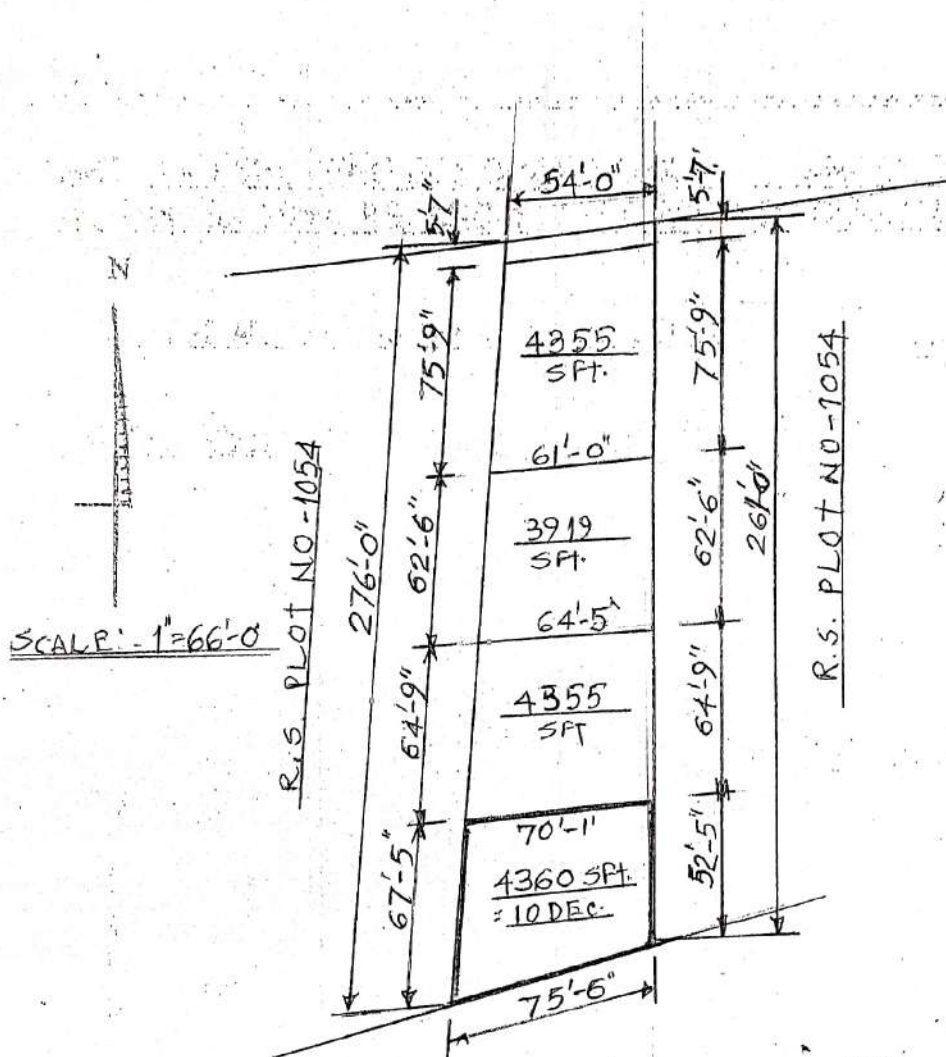 54'-0"
5'-7"
5'-7"
N
75'-9"
75'-9"
4355
SFT.
61'-0"
R.S. PLOT NO-1054
R.S. PLOT NO-1054
276'-0"
261'-0"
62'-6"
62'-6"
3919
SFT.
SCALE:-1"=66'-0
64'-5"
64'-9"
64'-9"
4355
SFT
70'-1'
67'-5"
52'-5"
4360 SFT.
=10 DEC.
75'-6"